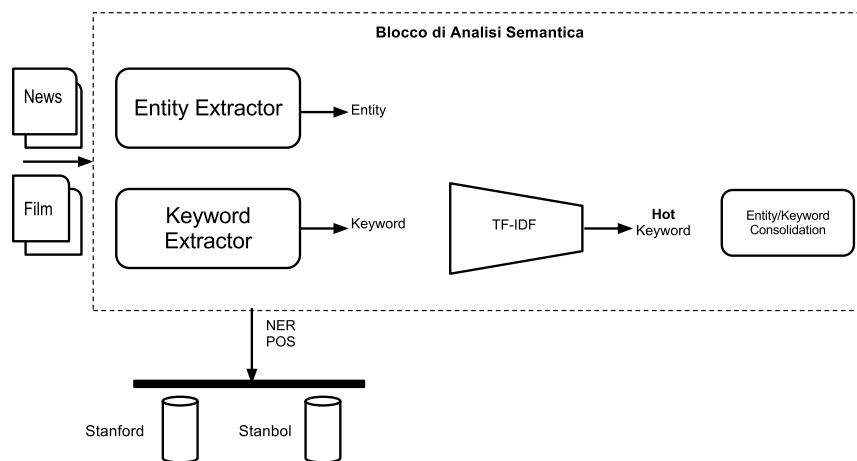 Blocco di Analisi Semantica
News
Entity Extractor
Entity
Film
Keyword
Extractor
Keyword
TF-IDF
Hot
Keyword
Entity/Keyword
Consolidation
NER
POS
Stanford
Stanbol